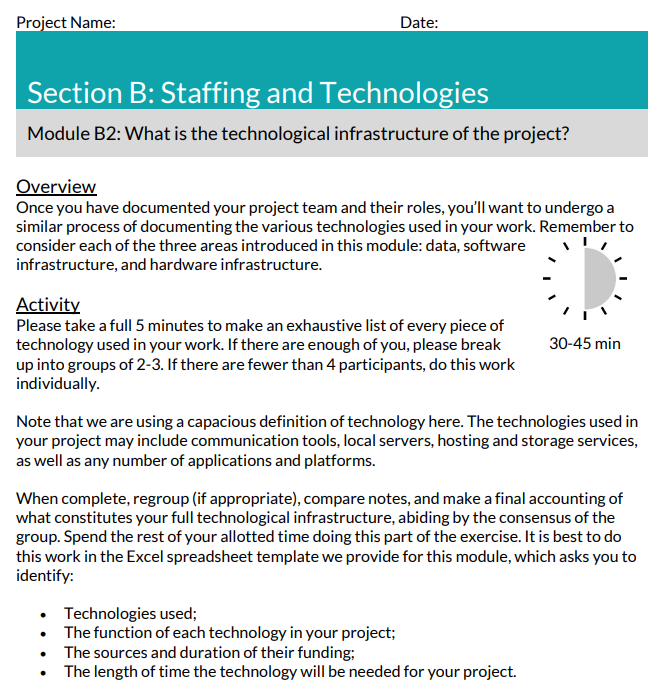 Project Name: Date:
Section B: Staffing and Technologies
Module B2: What is the technological infrastructure of the project?
Overview
Once you have documented your project team and their roles, you’ll want to undergo a
similar process of documenting the various technologies used in your work. Remember to
consider each of the three areas introduced in this module: data, software
infrastructure, and hardware infrastructure.
Activity
Please take a full 5 minutes to make an exhaustive list of every piece of
technology used in your work. If there are enough of you, please break
up into groups of 2-3. If there are fewer than 4 participants, do this work
individually.
30-45 min
Note that we are using a capacious definition of technology here. The technologies used in
your project may include communication tools, local servers, hosting and storage services,
as well as any number of applications and platforms.
When complete, regroup (if appropriate), compare notes, and make a final accounting of
what constitutes your full technological infrastructure, abiding by the consensus of the
group. Spend the rest of your allotted time doing this part of the exercise. It is best to do
this work in the Excel spreadsheet template we provide for this module, which asks you to
identify:
• Technologies used;
• The function of each technology in your project;
• The sources and duration of their funding;
• The length of time the technology will be needed for your project.